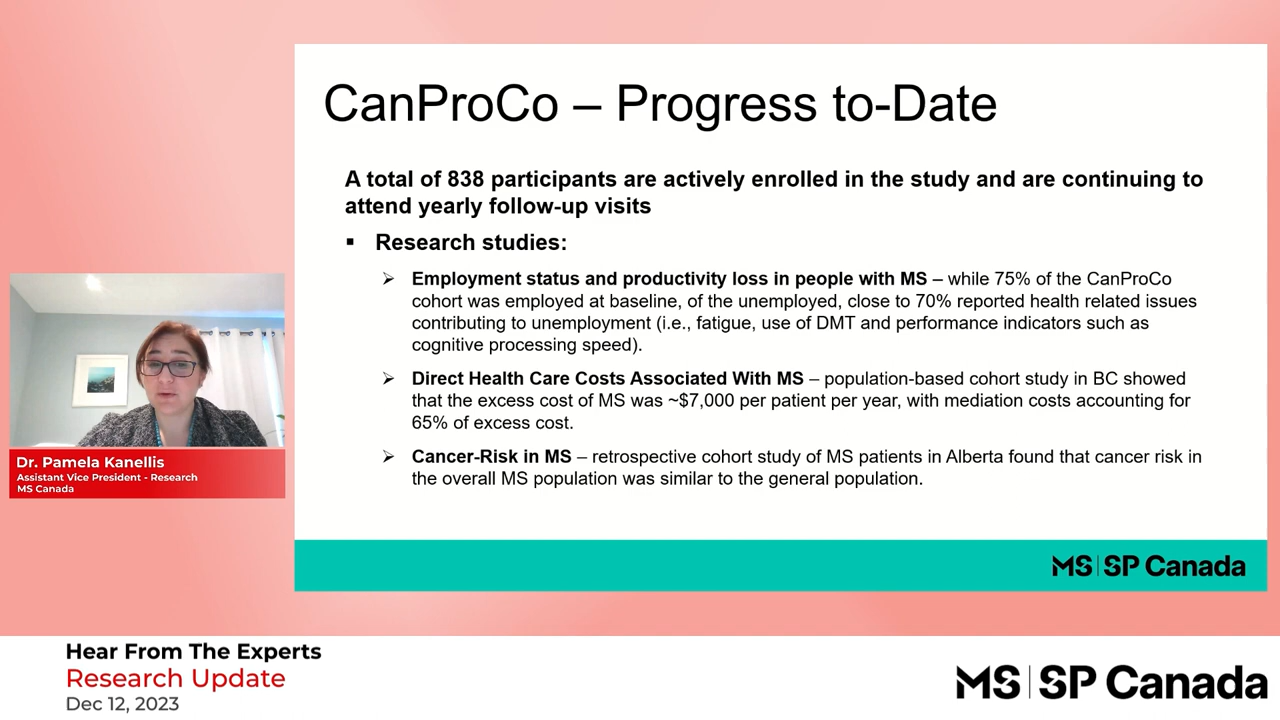 CanProCo – Progress to-Date
A total of 838 participants are actively enrolled in the study and are continuing to
attend yearly follow-up visits
▪ Research studies:
➢ Employment status and productivity loss in people with MS – while 75% of the CanProCo
cohort was employed at baseline, of the unemployed, close to 70% reported health related issues
contributing to unemployment (i.e., fatigue, use of DMT and performance indicators such as
cognitive processing speed).
➢ Direct Health Care Costs Associated With MS – population-based cohort study in BC showed
that the excess cost of MS was ~$7,000 per patient per year, with mediation costs accounting for
65% of excess cost.
➢ Cancer-Risk in MS – retrospective cohort study of MS patients in Alberta found that cancer risk in
the overall MS population was similar to the general population.
MS | SP Canada
Dr. Pamela Kanellis
Assistant Vice President - Research
MS Canada
Hear From The Experts
Research Update
Dec 12, 2023
MS | SP Canada